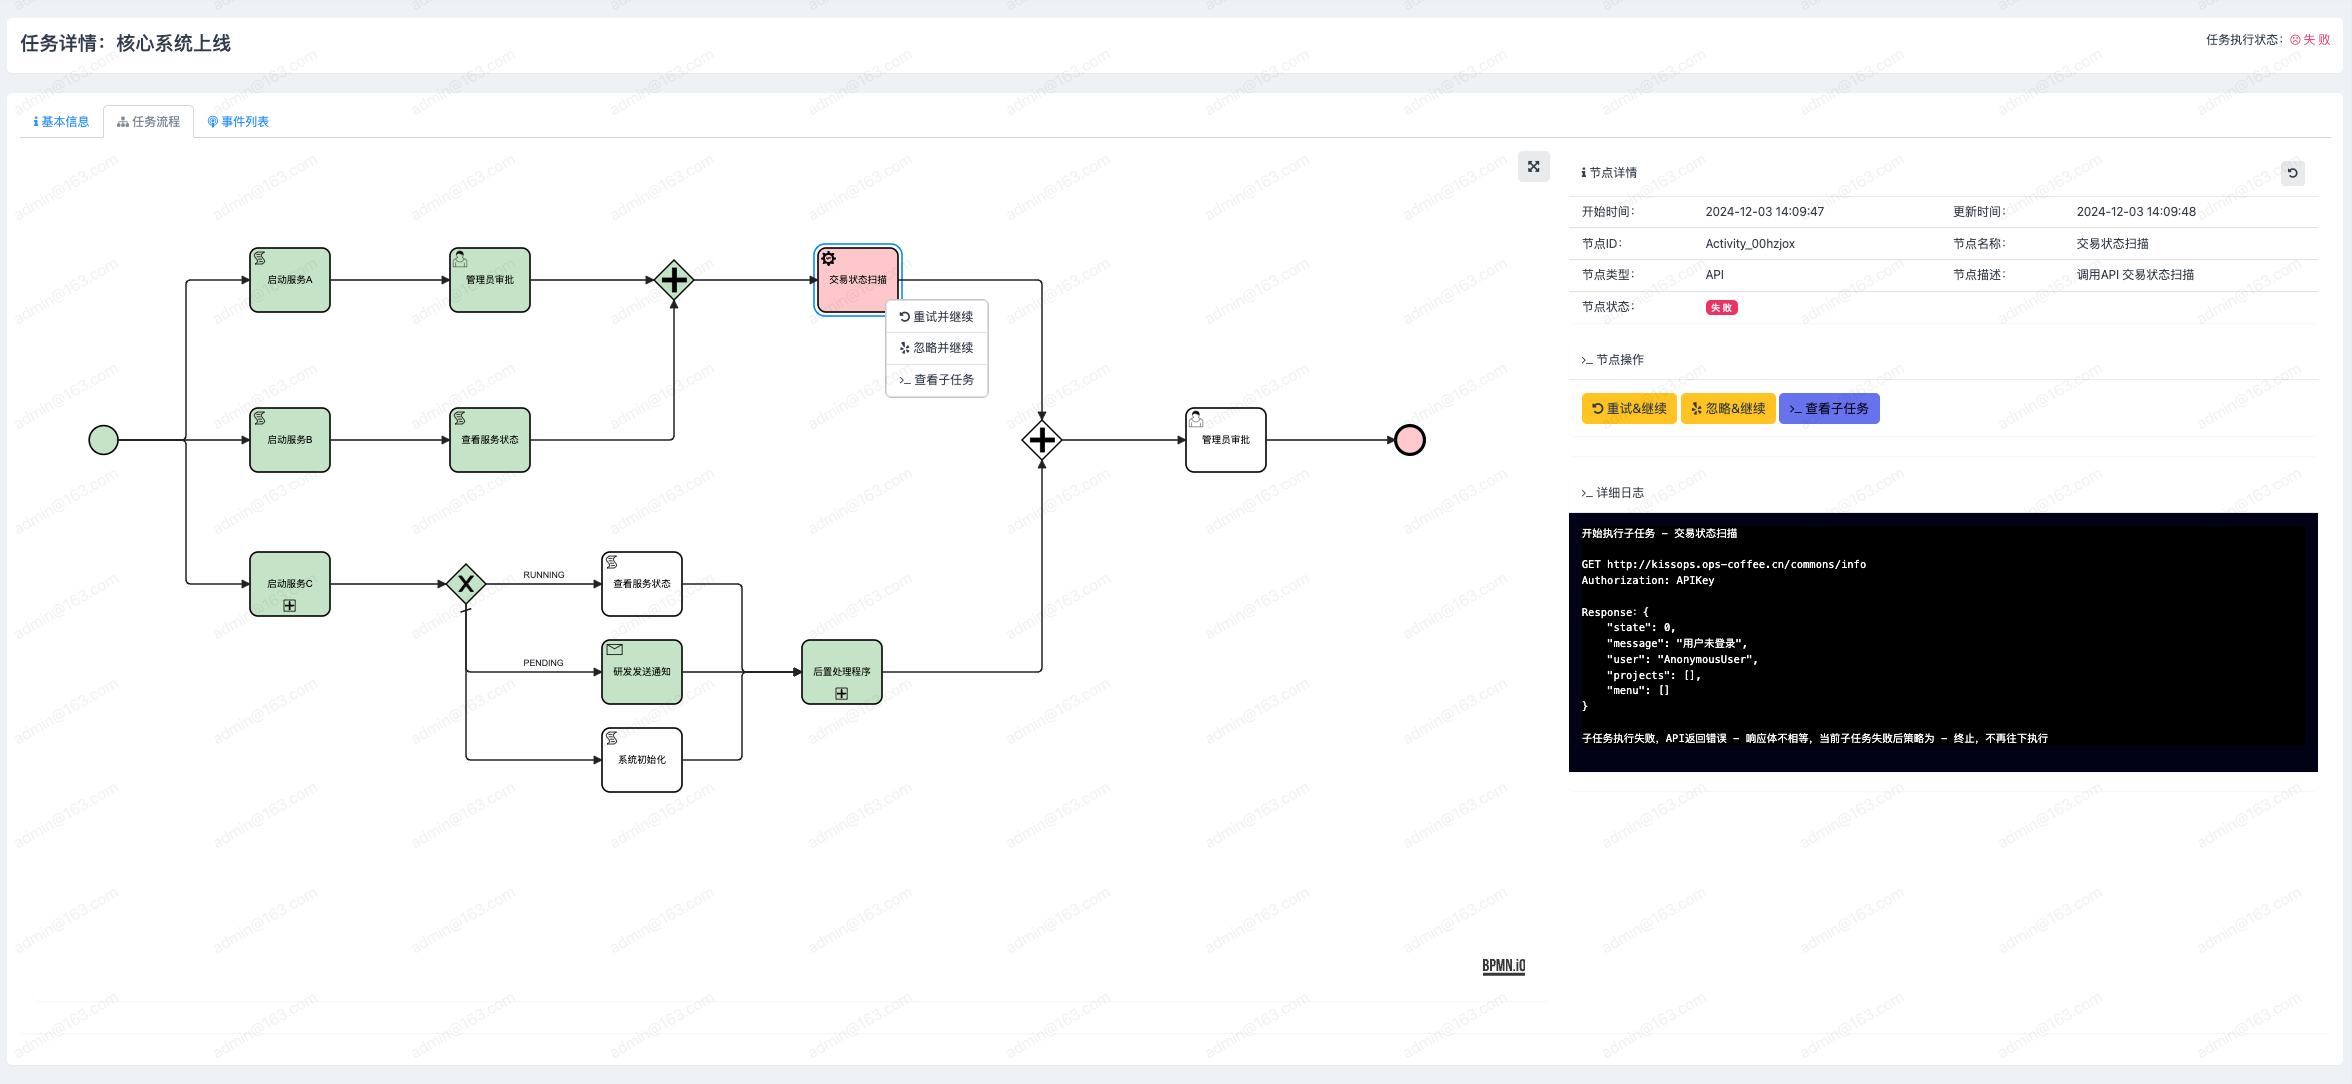 任务详情：核心系统上线
任务执行状态：失 败
基本信息
任务流程
事件列表
启动服务A
管理员审批
交易状态扫描
重试并继续
忽略并继续
查看子任务
启动服务B
查看服务状态
管理员审批
启动服务C
RUNNING
查看服务状态
PENDING
研发发送通知
后置处理程序
系统初始化
BPMN.iO
节点详情
开始时间： 2024-12-03 14:09:47 更新时间： 2024-12-03 14:09:48
节点ID： Activity_00hzjox 节点名称： 交易状态扫描
节点类型： API 节点描述： 调用API 交易状态扫描
节点状态： 失 败
>_ 节点操作
重试&继续 忽略&继续 >_ 查看子任务
>_ 详细日志
开始执行子任务 - 交易状态扫描
GET http://kissops.ops-coffee.cn/commons/info
Authorization: APIKey
Response: {
"state": 0,
"message": "用户未登录",
"user": "AnonymousUser",
"projects": [],
"menu": []
}
子任务执行失败，API返回错误 - 响应体不相等，当前子任务失败后策略为 - 终止，不再往下执行
admin@163.com